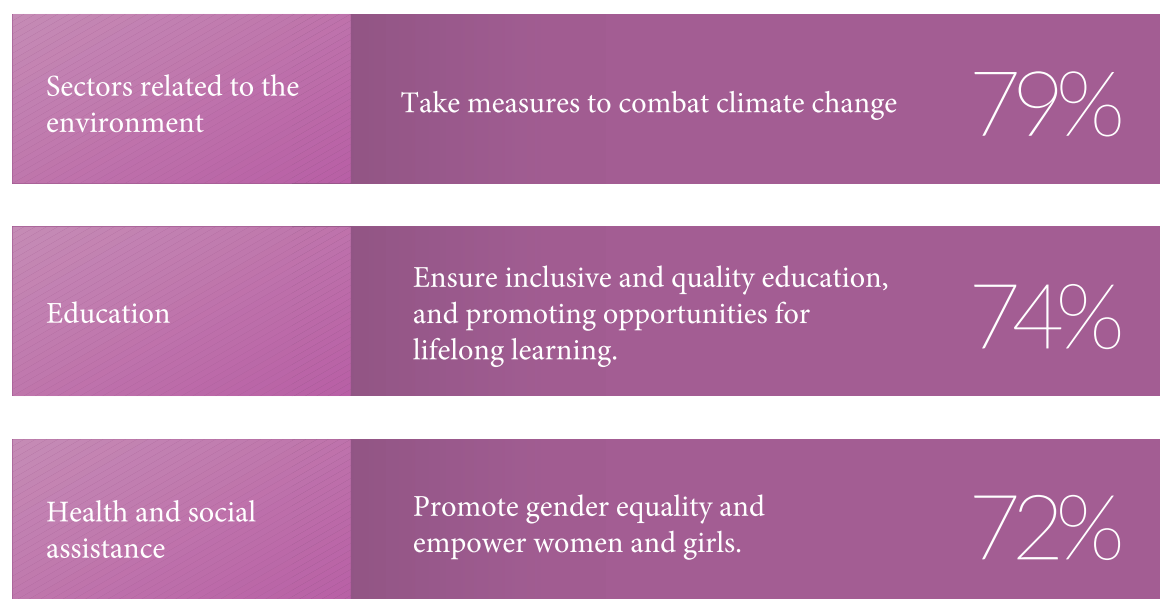 Sectors related to the
environment
Take measures to combat climate change
79%
Education
Ensure inclusive and quality education,
and promoting opportunities for
lifelong learning.
74%
Health and social
assistance
Promote gender equality and
empower women and girls.
72%